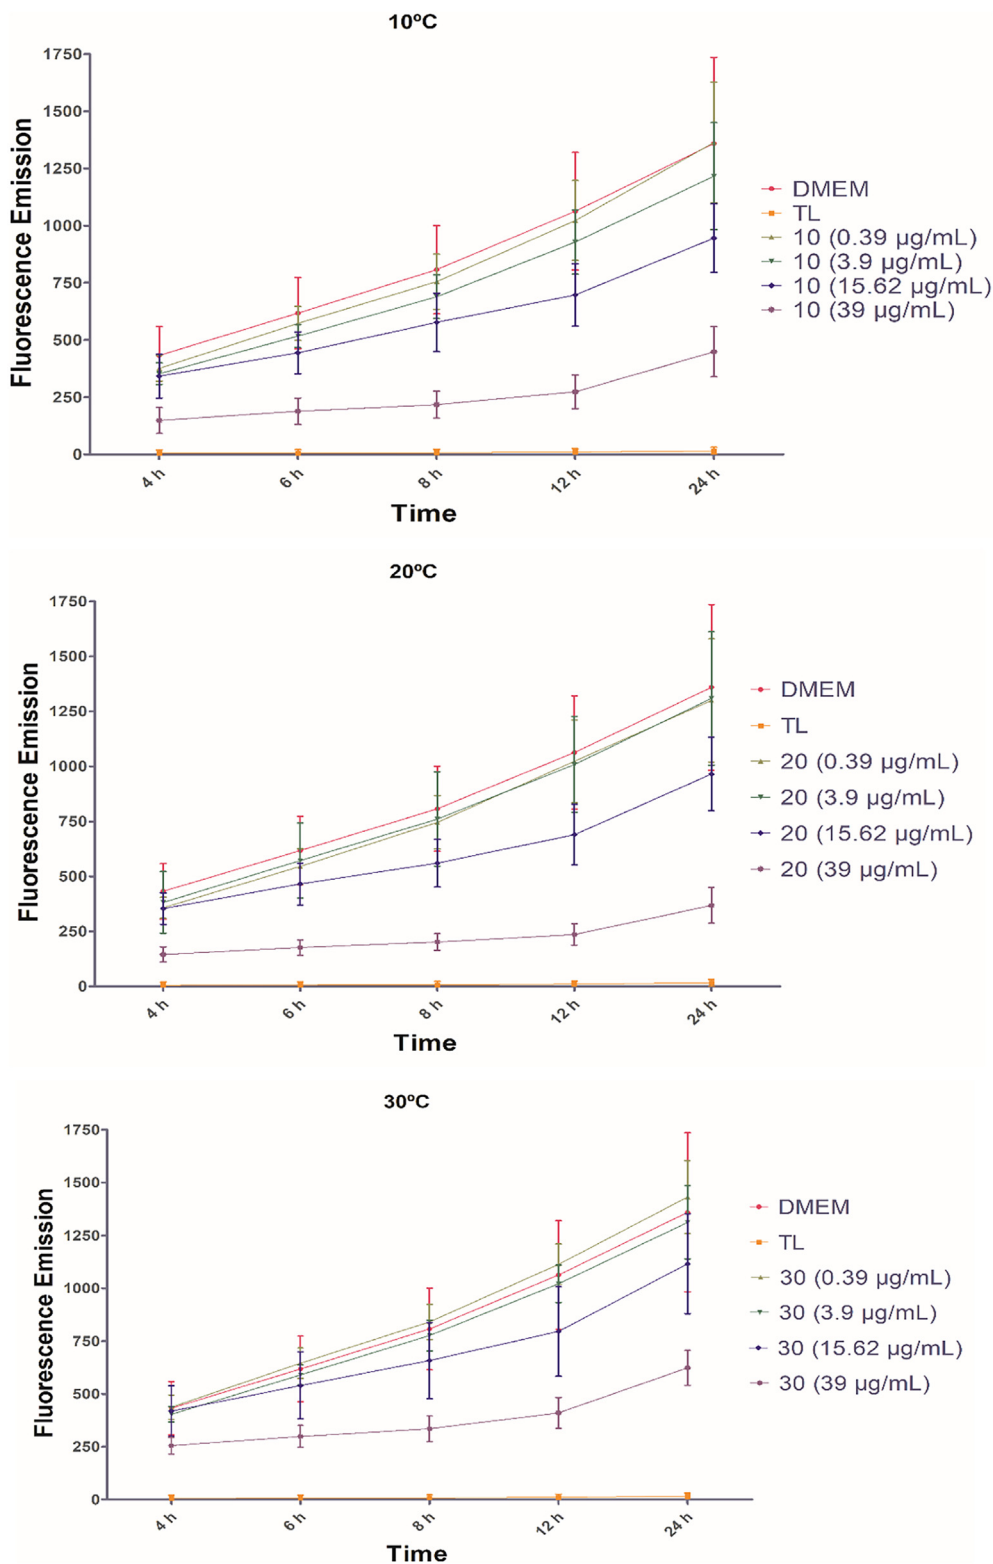 10ºC
1750
1500
1250
1000
750
500
250
0
Fluorescence Emission
4 h
6 h
8 h
12 h
24 h
Time
DMEM
TL
10 (0.39 µg/mL)
10 (3.9 µg/mL)
10 (15.62 µg/mL)
10 (39 µg/mL)
20ºC
1750
1500
1250
1000
750
500
250
0
Fluorescence Emission
4 h
6 h
8 h
12 h
24 h
Time
DMEM
TL
20 (0.39 µg/mL)
20 (3.9 µg/mL)
20 (15.62 µg/mL)
20 (39 µg/mL)
30ºC
1750
1500
1250
1000
750
500
250
0
Fluorescence Emission
4 h
6 h
8 h
12 h
24 h
Time
DMEM
TL
30 (0.39 µg/mL)
30 (3.9 µg/mL)
30 (15.62 µg/mL)
30 (39 µg/mL)